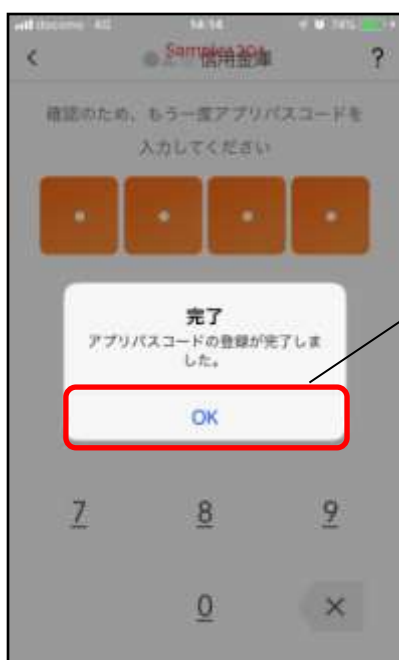 docomo 4G 14:14 74%
< 信用金庫 ?
確認のため、もう一度アプリパスコードを
入力してください
完了
アプリパスコードの登録が完了しま
した。
OK
7 8 9
0 ×